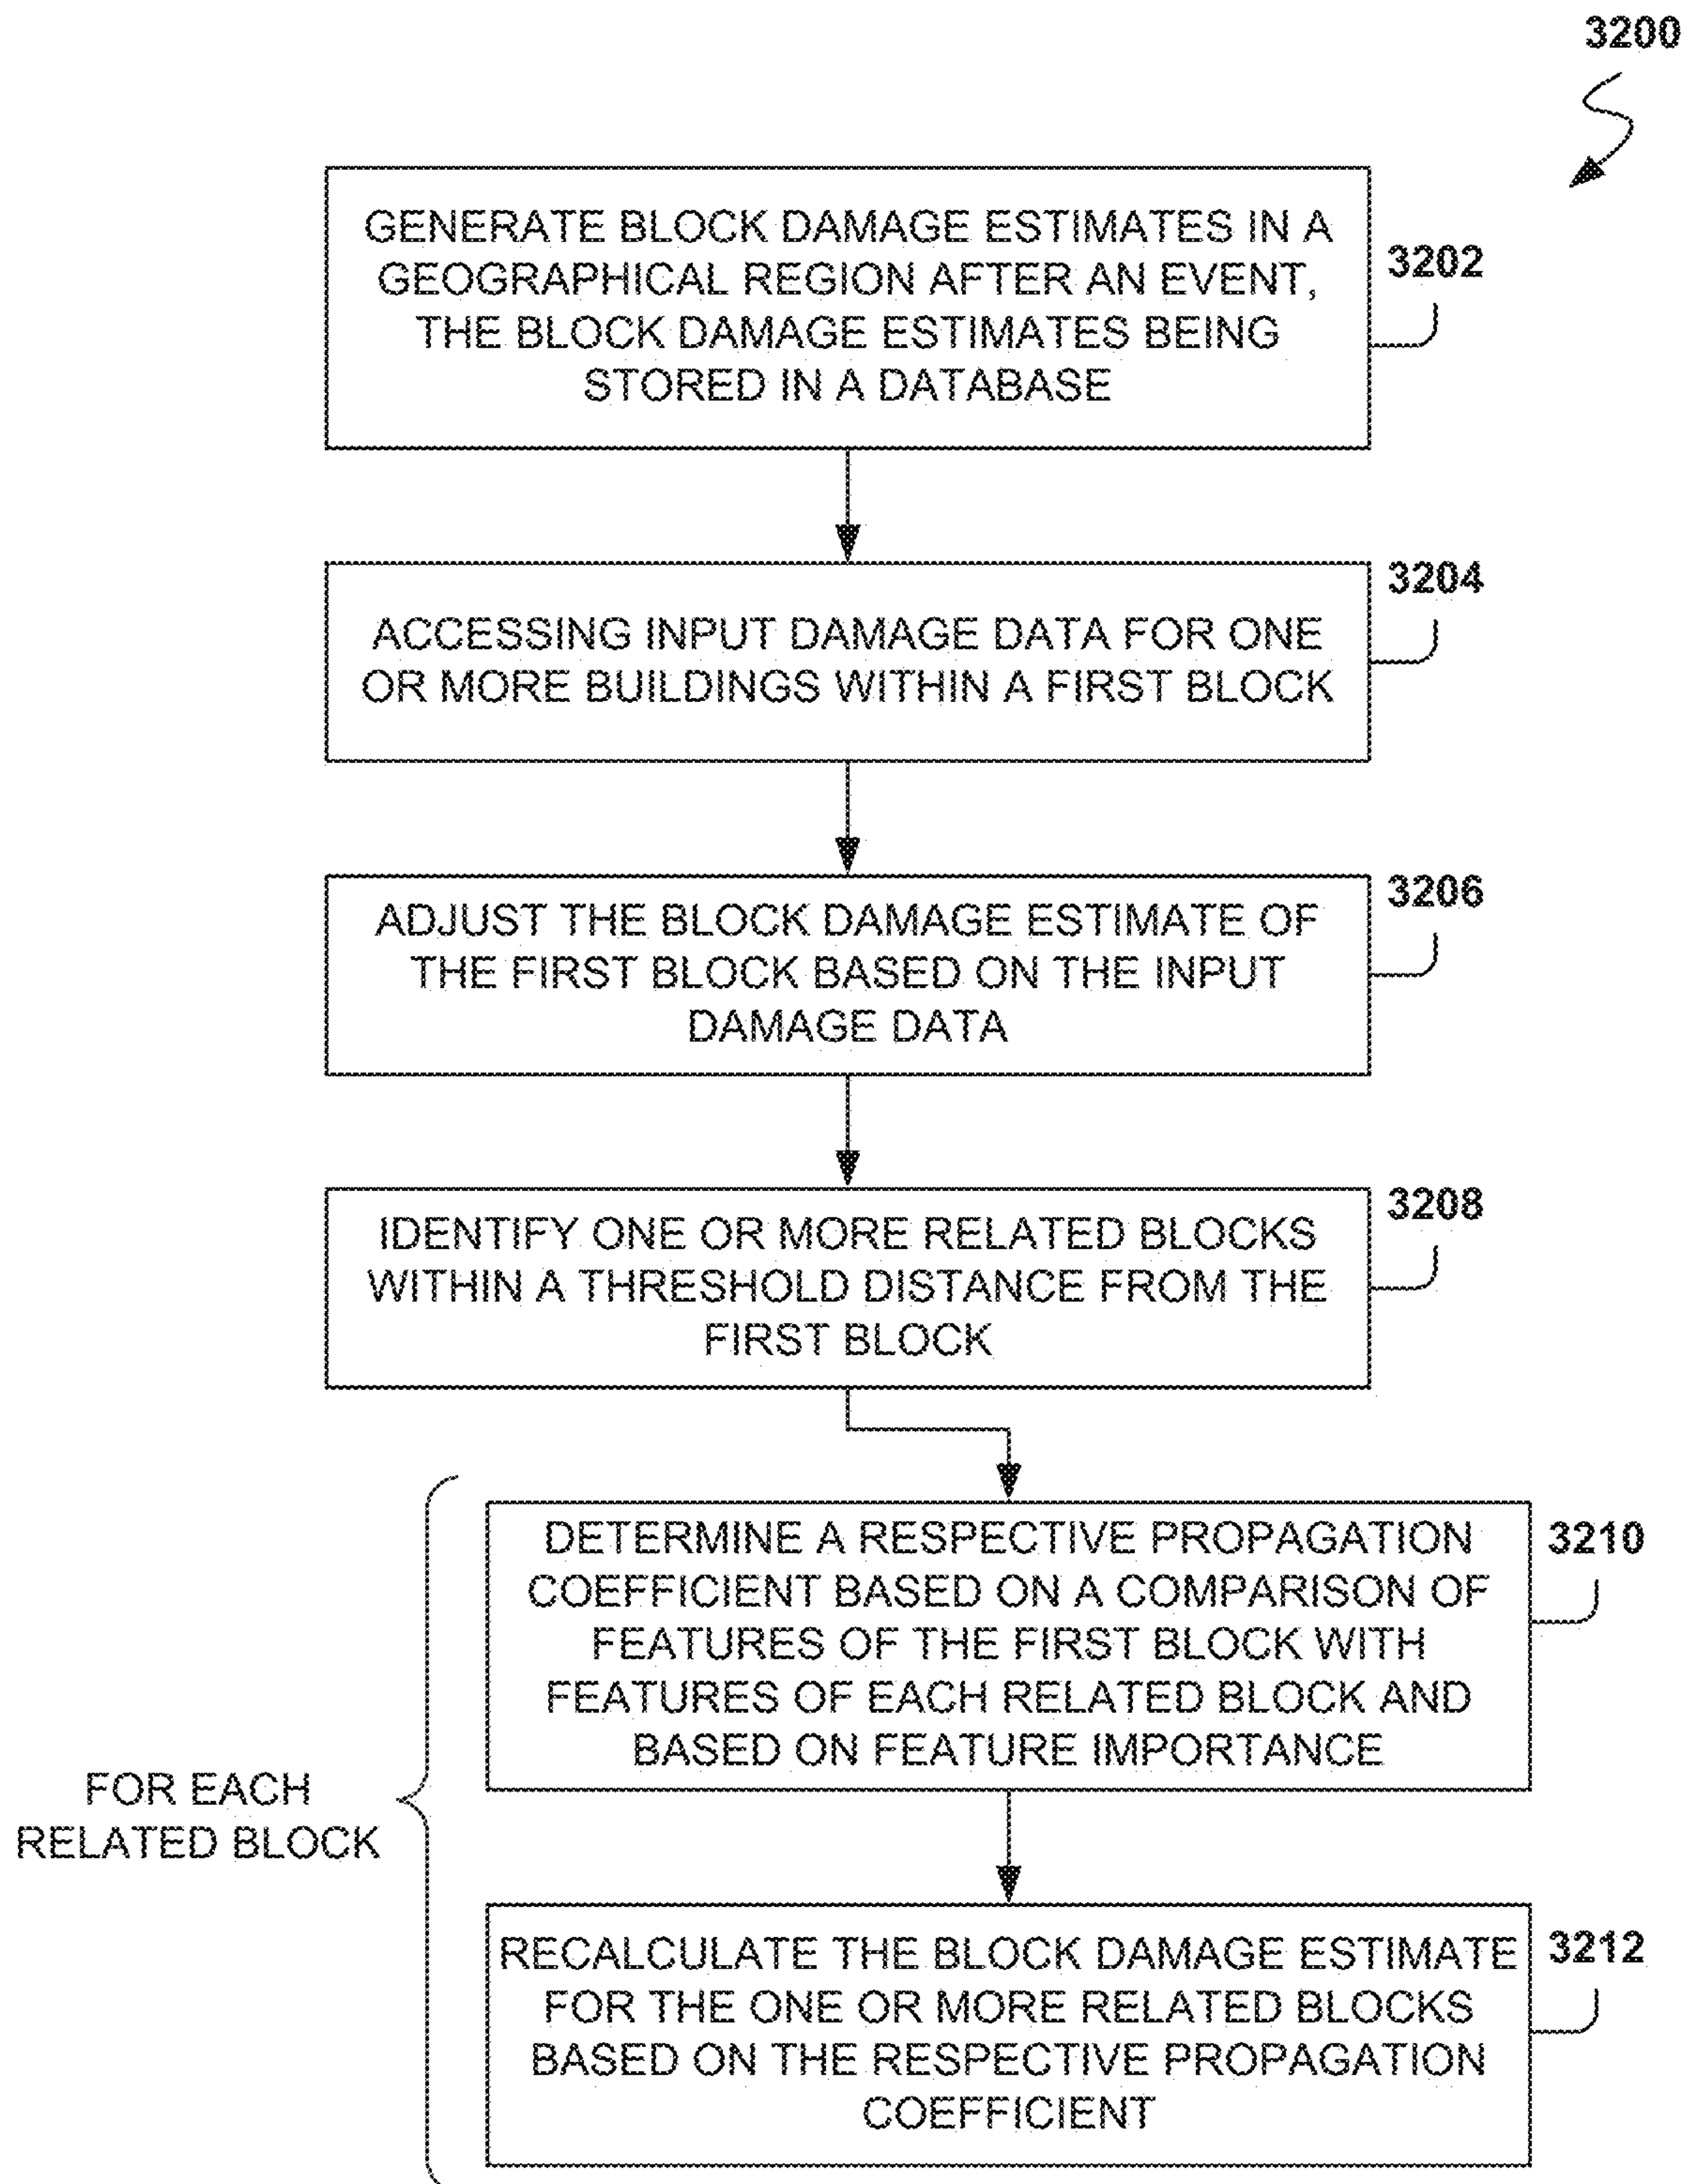 3200
GENERATE BLOCK DAMAGE ESTIMATES IN A
GEOGRAPHICAL REGION AFTER AN EVENT,
THE BLOCK DAMAGE ESTIMATES BEING
STORED IN A DATABASE
3202
ACCESSING INPUT DAMAGE DATA FOR ONE
OR MORE BUILDINGS WITHIN A FIRST BLOCK
3204
ADJUST THE BLOCK DAMAGE ESTIMATE OF
THE FIRST BLOCK BASED ON THE INPUT
DAMAGE DATA
3206
IDENTIFY ONE OR MORE RELATED BLOCKS
WITHIN A THRESHOLD DISTANCE FROM THE
FIRST BLOCK
3208
FOR EACH
RELATED BLOCK
DETERMINE A RESPECTIVE PROPAGATION
COEFFICIENT BASED ON A COMPARISON OF
FEATURES OF THE FIRST BLOCK WITH
FEATURES OF EACH RELATED BLOCK AND
BASED ON FEATURE IMPORTANCE
3210
RECALCULATE THE BLOCK DAMAGE ESTIMATE
FOR THE ONE OR MORE RELATED BLOCKS
BASED ON THE RESPECTIVE PROPAGATION
COEFFICIENT
3212